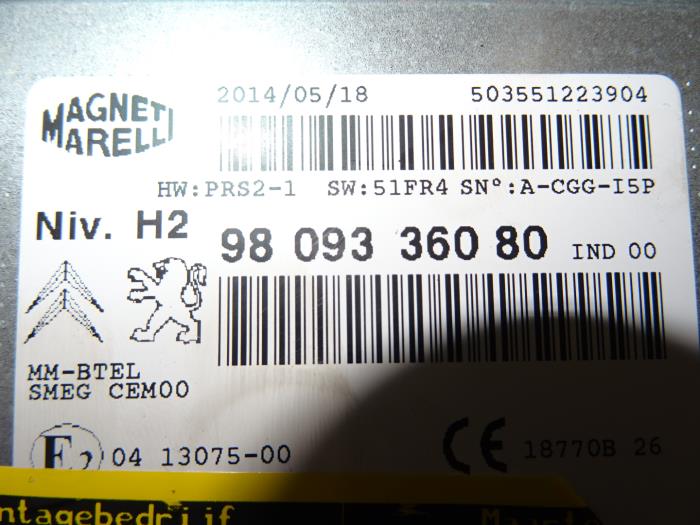 MAGNETI
MARELLI
2014/05/18 503551223904
HW:PRS2-1 SW:51FR4 SN°:A-CGG-I5P
Niv. H2
98 093 360 80 IND 00
MM-BTEL
SMEG CEM00
E2 04 13075-00
CE 18770B 26